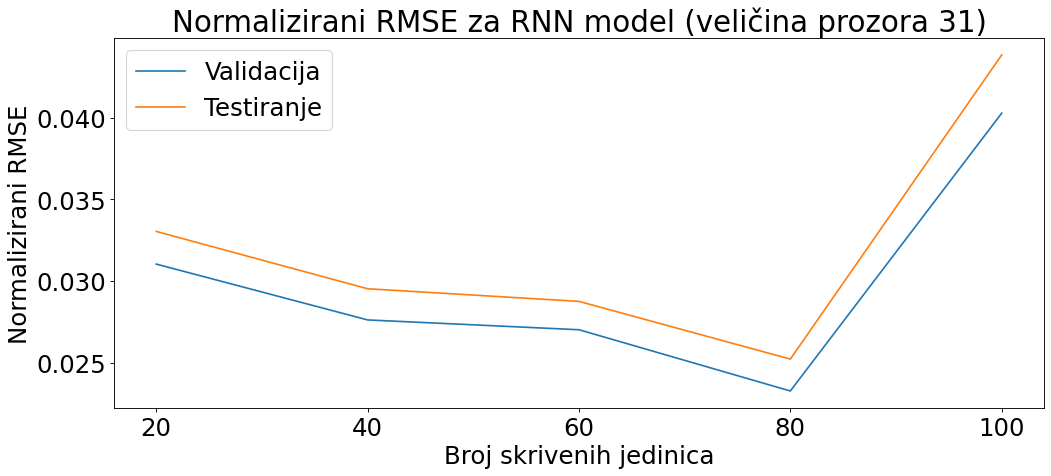 Normalizirani RMSE za RNN model (veličina prozora 31)
Validacija
Testiranje
Normalizirani RMSE
0.040
0.035
0.030
0.025
20 40 60 80 100
Broj skrivenih jedinica